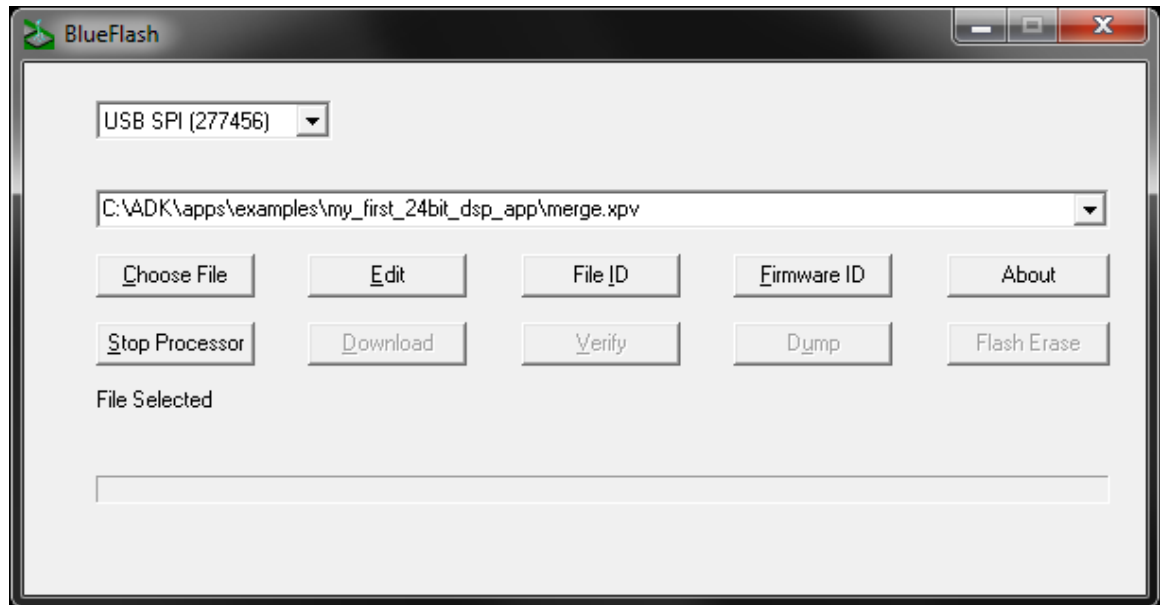 BlueFlash
USB SPI (277456)
C:\ADK\apps\examples\my_first_24bit_dsp_app\merge.xpv
Choose File Edit File ID Firmware ID About
Stop Processor Download Verify Dump Flash Erase
File Selected